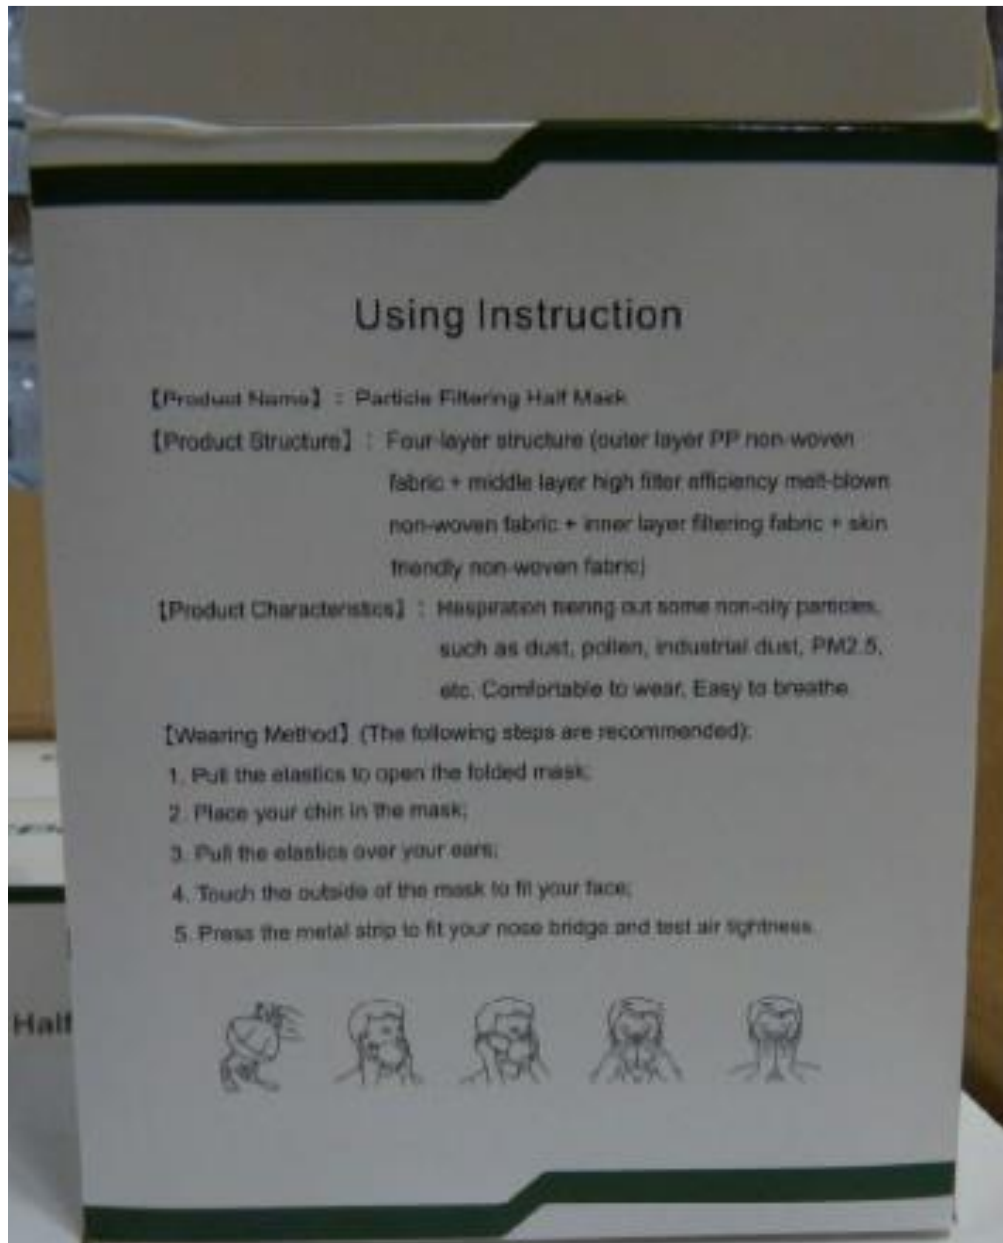 Using Instruction
【Product Name】 : Particle Filtering Half Mask
【Product Structure】 : Four-layer structure (outer layer PP non-woven
fabric + middle layer high filter efficiency melt-blown
non-woven fabric + inner layer filtering fabric + skin
friendly non-woven fabric)
【Product Characteristics】 : Respiration filtering out some non-oily particles,
such as dust, pollen, industrial dust, PM2.5,
etc. Comfortable to wear. Easy to breathe
【Wearing Method】 (The following steps are recommended):
1. Pull the elastics to open the folded mask;
2. Place your chin in the mask;
3. Pull the elastics over your ears;
4. Touch the outside of the mask to fit your face;
5. Press the metal strip to fit your nose bridge and test air tightness.
Half